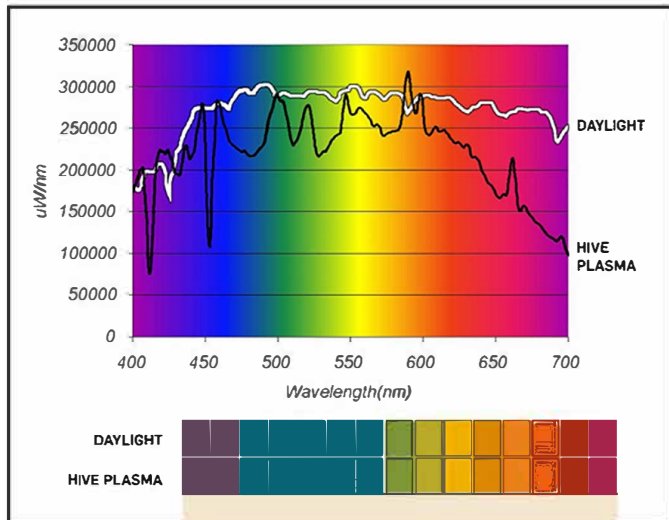 350000
300000
250000
200000
150000
100000
50000
0
uW/nm
400 450 500 550 600 650 700
Wavelength(nm)
DAYLIGHT
HIVE
PLASMA
DAYLIGHT
HIVE PLASMA